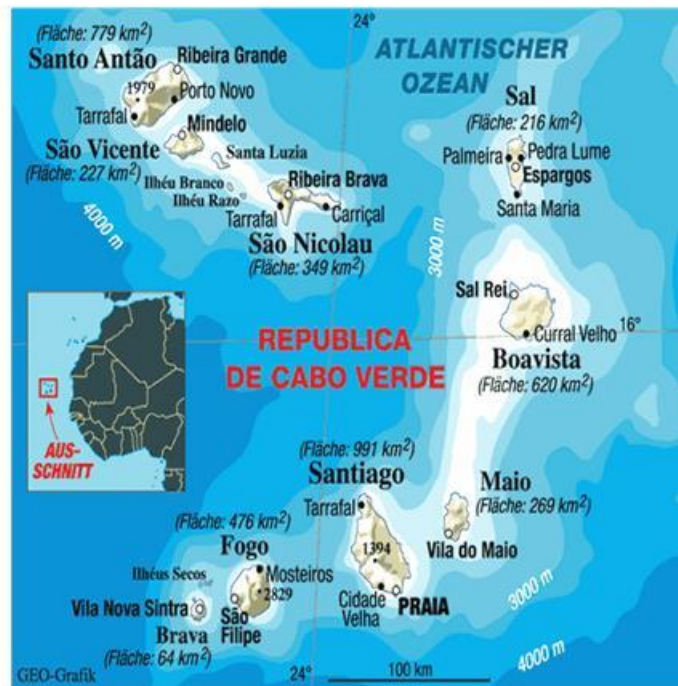 24°
(Fläche: 779 km²)
Santo Antão
Ribeira Grande
1979
Porto Novo
Tarrafal
Mindelo
São Vicente
(Fläche: 227 km²)
Santa Luzia
Ilhéu Branco
Ilhéu Razo
Ribeira Brava
Tarrafal
Carriçal
São Nicolau
(Fläche: 349 km²)
4000 m
ATLANTISCHER
OZEAN
Sal
(Fläche: 216 km²)
Palmeira
Pedra Lume
Espargos
Santa Maria
3000 m
Sal Rei
Curral Velho
16°
Boavista
(Fläche: 620 km²)
REPUBLICA
DE CABO VERDE
AUS-
SCHNITT
(Fläche: 991 km²)
Santiago
Tarrafal
1394
Cidade
Velha
PRAIA
Maio
(Fläche: 269 km²)
Vila do Maio
(Fläche: 476 km²)
Fogo
Mosteiros
2829
São
Filipe
Ilhéus Secos
Vila Nova Sintra
Brava
(Fläche: 64 km²)
3000 m
4000 m
GEO-Grafik
24°
100 km